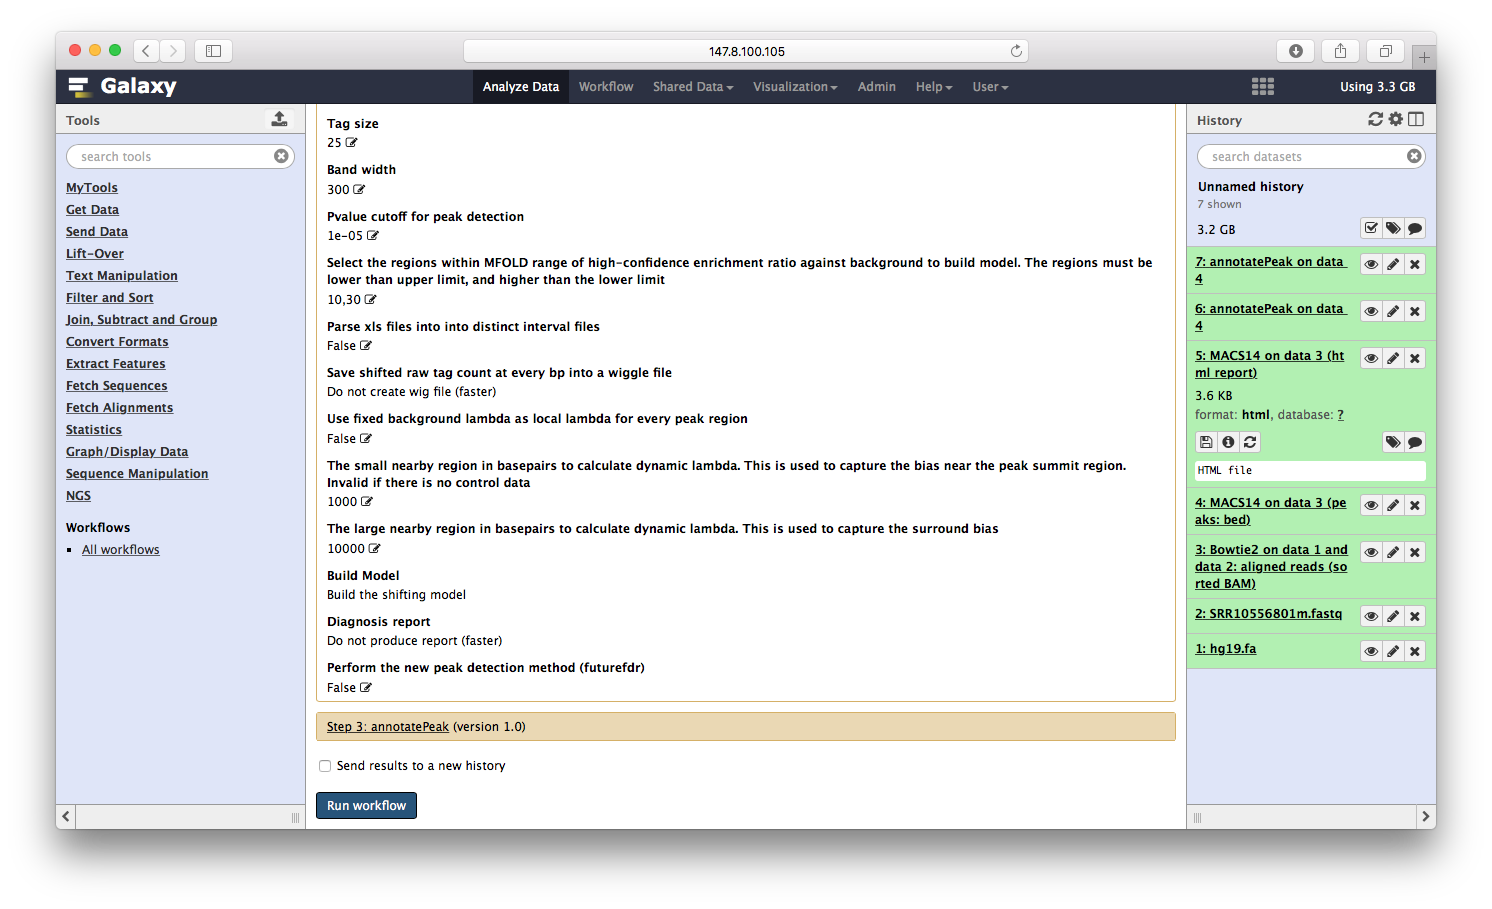 147.8.100.105
Galaxy
Analyze Data
Workflow
Shared Data
Visualization
Admin
Help
User
Using 3.3 GB
Tools
search tools
MyTools
Get Data
Send Data
Lift-Over
Text Manipulation
Filter and Sort
Join, Subtract and Group
Convert Formats
Extract Features
Fetch Sequences
Fetch Alignments
Statistics
Graph/Display Data
Sequence Manipulation
NGS
Workflows
All workflows
Tag size
25
Band width
300
Pvalue cutoff for peak detection
1e-05
Select the regions within MFOLD range of high-confidence enrichment ratio against background to build model. The regions must be
lower than upper limit, and higher than the lower limit
10,30
Parse xls files into into distinct interval files
False
Save shifted raw tag count at every bp into a wiggle file
Do not create wig file (faster)
Use fixed background lambda as local lambda for every peak region
False
The small nearby region in basepairs to calculate dynamic lambda. This is used to capture the bias near the peak summit region.
Invalid if there is no control data
1000
The large nearby region in basepairs to calculate dynamic lambda. This is used to capture the surround bias
10000
Build Model
Build the shifting model
Diagnosis report
Do not produce report (faster)
Perform the new peak detection method (futurefdr)
False
Step 3: annotatePeak (version 1.0)
Send results to a new history
Run workflow
History
search datasets
Unnamed history
7 shown
3.2 GB
7: annotatePeak on data
4
6: annotatePeak on data
4
5: MACS14 on data 3 (ht
ml report)
3.6 KB
format: html, database: ?
HTML file
4: MACS14 on data 3 (pe
aks: bed)
3: Bowtie2 on data 1 and
data 2: aligned reads (so
rted BAM)
2: SRR10556801m.fastq
1: hg19.fa